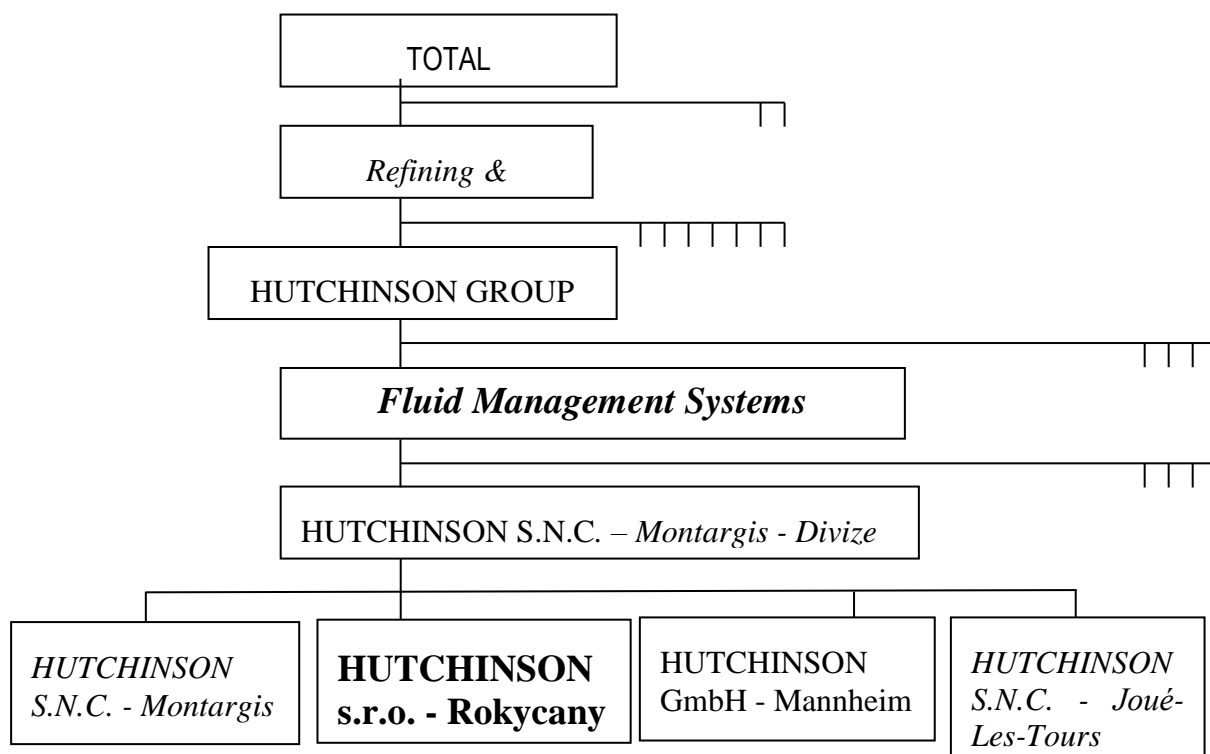 TOTAL
Refining &
HUTCHINSON GROUP
Fluid Management Systems
HUTCHINSON S.N.C. – Montargis - Divize
HUTCHINSON
S.N.C. - Montargis
HUTCHINSON
s.r.o. - Rokycany
HUTCHINSON
GmbH - Mannheim
HUTCHINSON
S.N.C. - Joué-
Les-Tours